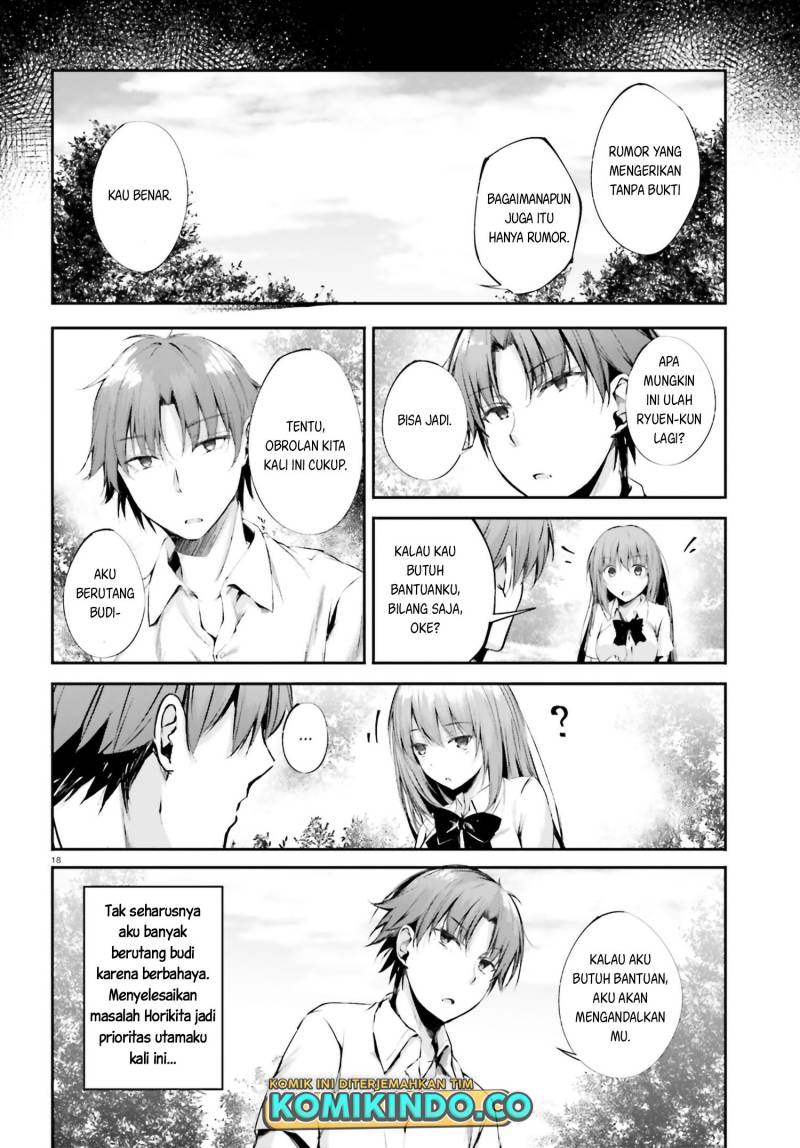 RUMOR YANG
MENGERIKAN
TANPA BUKTI
BAGAIMANAPUN
JUGA ITU
HANYA RUMOR.
KAU BENAR.
APA
MUNGKIN
INI ULAH
RYUEN-KUN
LAGI?
BISA JADI.
KALAU KAU
BUTUH
BANTUANKU,
BILANG SAJA,
OKE?
TENTU,
OBROLAN KITA
KALI INI CUKUP.
AKU
BERUTANG
BUDI-
?
...
18
KALAU AKU
BUTUH BANTUAN,
AKU AKAN
MENGANDALKAN
MU.
Tak seharusnya
aku banyak
berutang budi
karena berbahaya.
Menyelesaikan
masalah Horikita jadi
prioritas utamaku
kali ini...
KOMIK INI DITERJEMAHKAN TIM
KOMIKINDO.CO